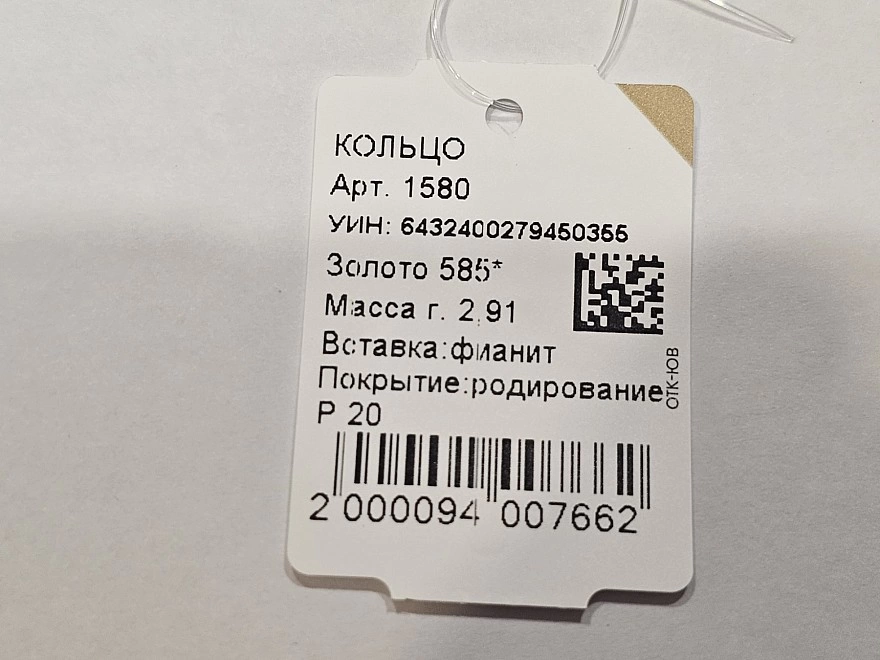 КОЛЬЦО
Арт. 1580
УИН: 6432400279450355
Золото 585*
Масса г. 2.91
Вставка:фианит
Покрытие:родирование
ОТК-ЮВ
Р 20
2 000094 007662